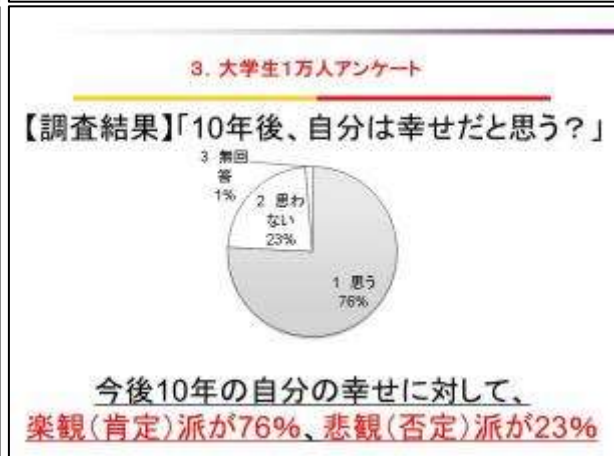 3. 大学生1万人アンケート
【調査結果】「10年後、自分は幸せだと思う？」
3 無回
答
1%
2 思わ
ない
23%
1 思う
76%
今後10年の自分の幸せに対して、
楽観(肯定)派が76%、悲観(否定)派が23%